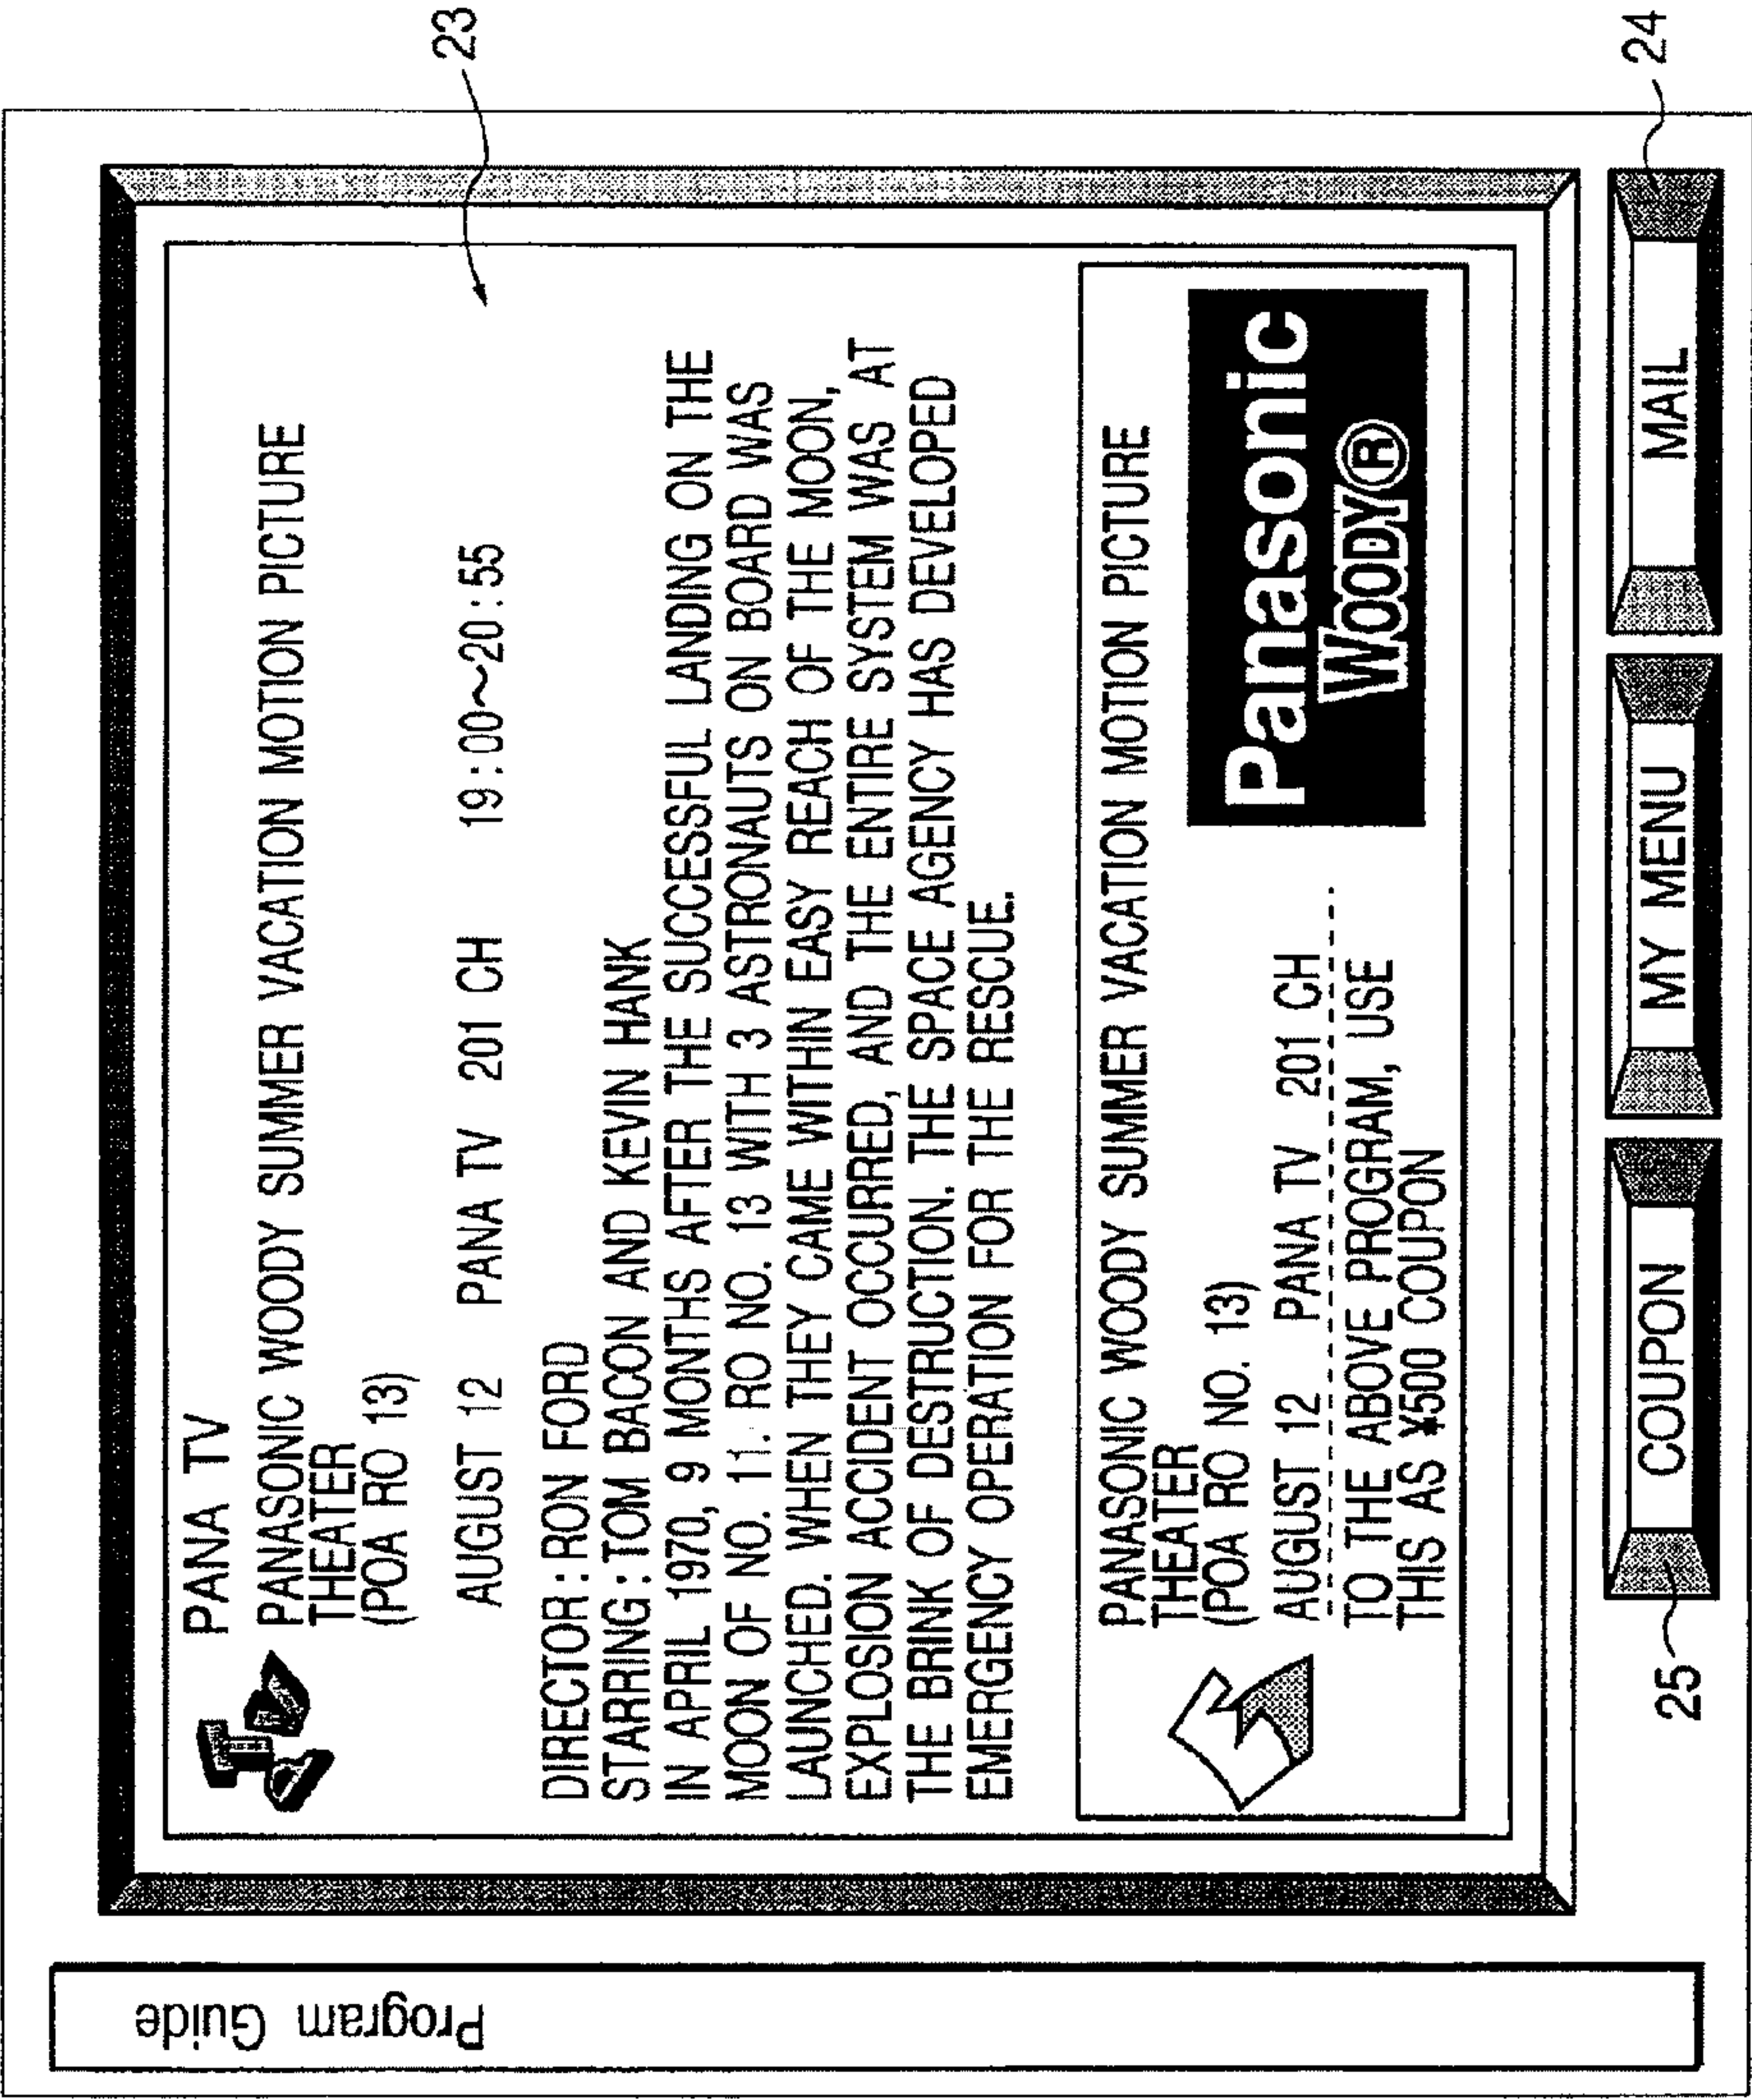 Program Guide
PANA TV
PANASONIC WOODY SUMMER VACATION MOTION PICTURE
THEATER
(POA RO 13)
AUGUST 12 PANA TV 201 CH 19:00～20:55
DIRECTOR : RON FORD
STARRING : TOM BACON AND KEVIN HANK
IN APRIL 1970, 9 MONTHS AFTER THE SUCCESSFUL LANDING ON THE
MOON OF NO. 11. RO NO. 13 WITH 3 ASTRONAUTS ON BOARD WAS
LAUNCHED. WHEN THEY CAME WITHIN EASY REACH OF THE MOON,
EXPLOSION ACCIDENT OCCURRED, AND THE ENTIRE SYSTEM WAS AT
THE BRINK OF DESTRUCTION. THE SPACE AGENCY HAS DEVELOPED
EMERGENCY OPERATION FOR THE RESCUE.
PANASONIC WOODY SUMMER VACATION MOTION PICTURE
THEATER
(POA RO NO. 13)
AUGUST 12 PANA TV 201 CH
TO THE ABOVE PROGRAM, USE
THIS AS ¥500 COUPON
Panasonic
WOODY®
COUPON
MY MENU
MAIL
23
24
25